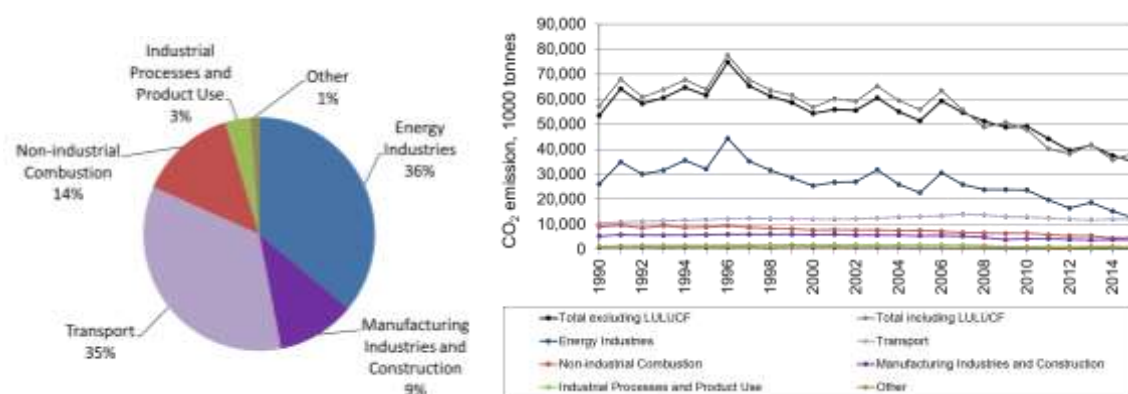 Industrial
Processes and
Product Use
3%
Other
1%
Energy
Industries
36%
Non-industrial
Combustion
14%
Transport
35%
Manufacturing
Industries and
Construction
9%
CO2 emission, 1000 tonnes
90,000
80,000
70,000
60,000
50,000
40,000
30,000
20,000
10,000
0
1990
1992
1994
1996
1998
2000
2002
2004
2006
2008
2010
2012
2014
Total excluding LULUCF
Total including LULUCF
Energy Industries
Transport
Non-industrial Combustion
Manufacturing Industries and Construction
Industrial Processes and Product Use
Other